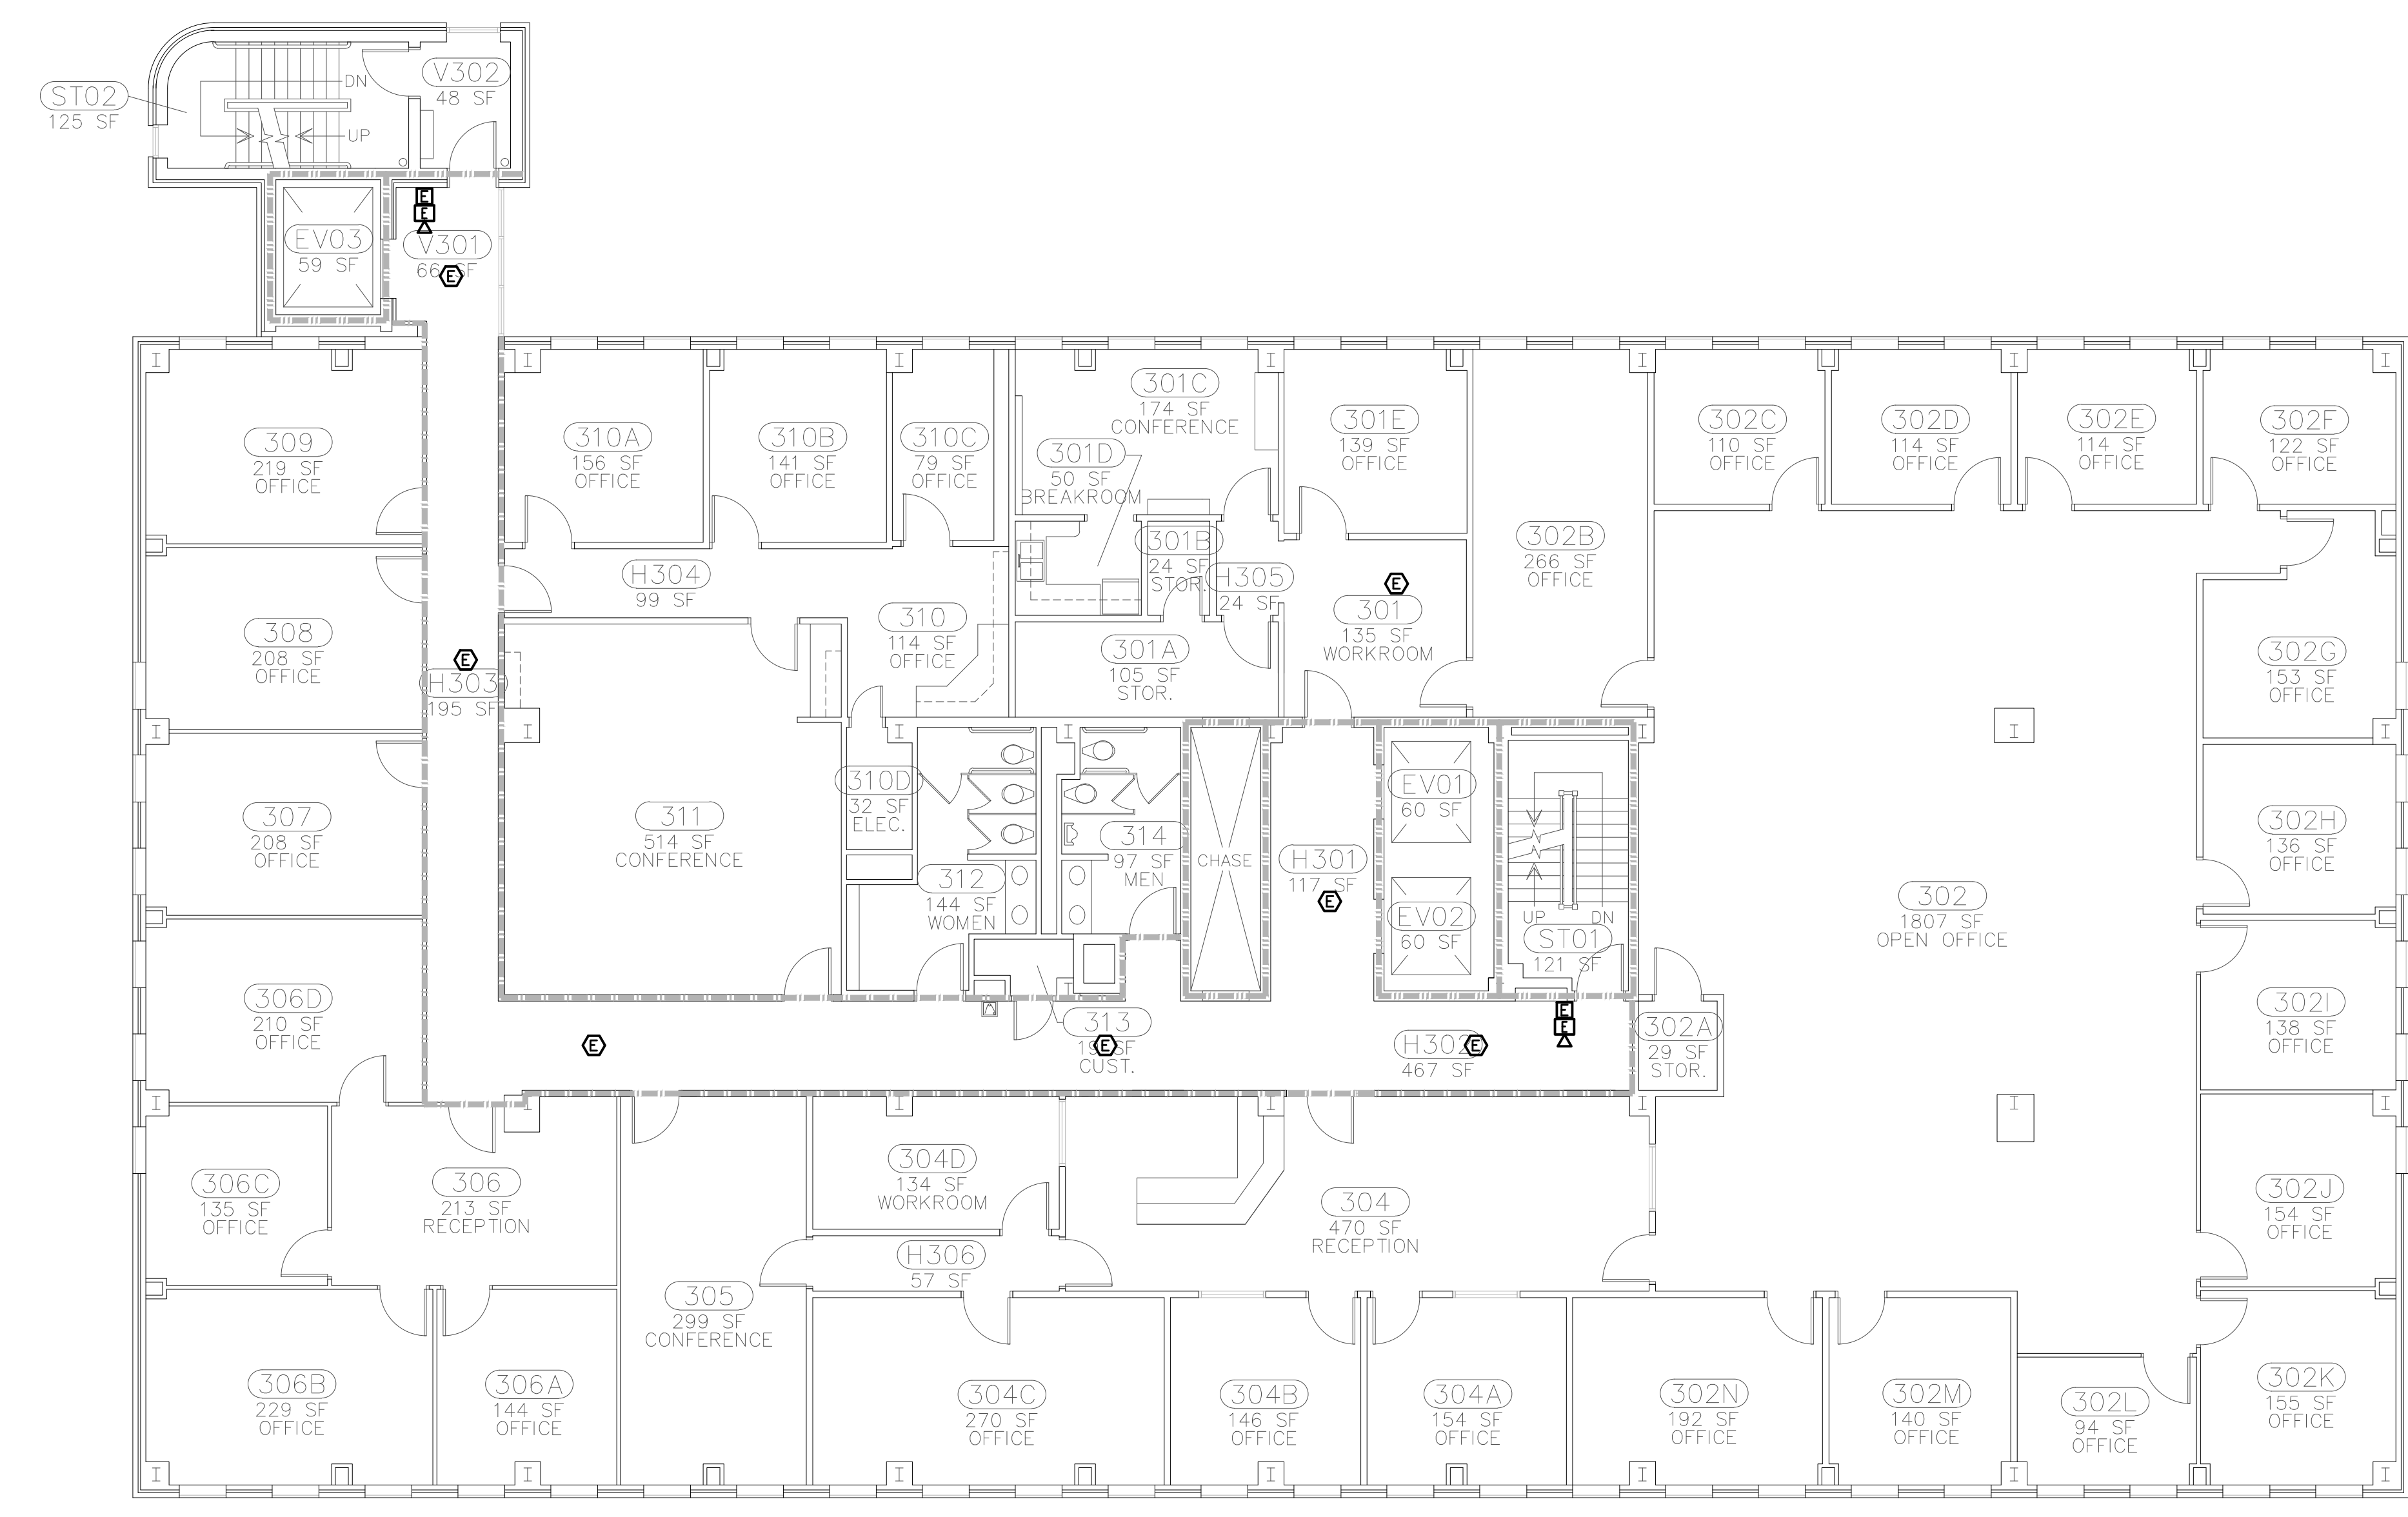 V302
48 SF
DN
ST02
125 SF
UP
E
E
EV03
59 SF
V301
66 SF
E
309
219 SF
OFFICE
310A
156 SF
OFFICE
310B
141 SF
OFFICE
310C
79 SF
OFFICE
301C
174 SF
CONFERENCE
301D
50 SF
BREAKROOM
301E
139 SF
OFFICE
302C
110 SF
OFFICE
302D
114 SF
OFFICE
302E
114 SF
OFFICE
302F
122 SF
OFFICE
301B
24 SF
STOR.
302B
266 SF
OFFICE
H304
99 SF
H305
24 SF
E
308
208 SF
OFFICE
310
114 SF
OFFICE
301
135 SF
WORKROOM
301A
105 SF
STOR.
302G
153 SF
OFFICE
E
H303
195 SF
307
208 SF
OFFICE
311
514 SF
CONFERENCE
310D
32 SF
ELEC.
312
144 SF
WOMEN
314
97 SF
MEN
CHASE
H301
117 SF
E
EV01
60 SF
EV02
60 SF
UP
DN
ST01
121 SF
302
1807 SF
OPEN OFFICE
302H
136 SF
OFFICE
306D
210 SF
OFFICE
E
313
19 SF
CUST.
E
H302
467 SF
E
E
E
302A
29 SF
STOR.
302I
138 SF
OFFICE
306C
135 SF
OFFICE
306
213 SF
RECEPTION
304D
134 SF
WORKROOM
304
470 SF
RECEPTION
302J
154 SF
OFFICE
H306
57 SF
305
299 SF
CONFERENCE
306B
229 SF
OFFICE
306A
144 SF
OFFICE
304C
270 SF
OFFICE
304B
146 SF
OFFICE
304A
154 SF
OFFICE
302N
192 SF
OFFICE
302M
140 SF
OFFICE
302L
94 SF
OFFICE
302K
155 SF
OFFICE